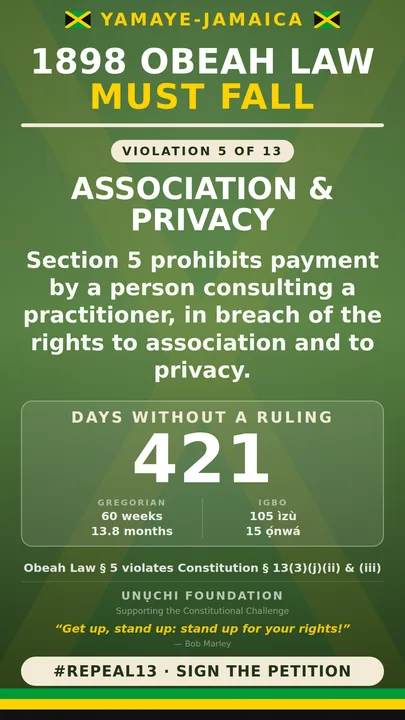 YAMAYE-JAMAICA
1898 OBEAH LAW
MUST FALL
VIOLATION 5 OF 13
ASSOCIATION &
PRIVACY
Section 5 prohibits payment
by a person consulting a
practitioner, in breach of the
rights to association and to
privacy.
DAYS WITHOUT A RULING
421
GREGORIAN
60 weeks
13.8 months
IGBO
105 ìzù
15 ọ́nwá
Obeah Law § 5 violates Constitution § 13(3)(j)(ii) & (iii)
UNỤCHI FOUNDATION
Supporting the Constitutional Challenge
“Get up, stand up: stand up for your rights!”
— Bob Marley
#REPEAL13 · SIGN THE PETITION